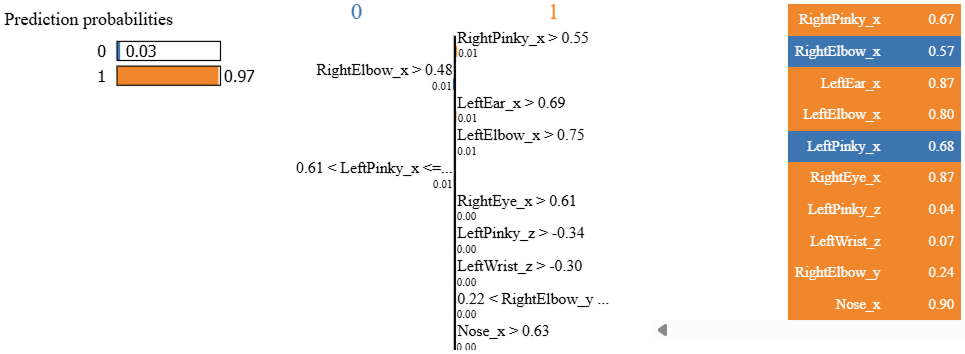 Prediction probabilities
0 0.03
1 0.97
0 1
RightPinky_x > 0.55
0.01
RightElbow_x > 0.48
0.01
LeftEar_x > 0.69
0.01
LeftElbow_x > 0.75
0.01
0.61 < LeftPinky_x <=...
0.01
RightEye_x > 0.61
0.00
LeftPinky_z > -0.34
0.00
LeftWrist_z > -0.30
0.00
0.22 < RightElbow_y ...
0.00
Nose_x > 0.63
0.00
RightPinky_x 0.67
RightElbow_x 0.57
LeftEar_x 0.87
LeftElbow_x 0.80
LeftPinky_x 0.68
RightEye_x 0.87
LeftPinky_z 0.04
LeftWrist_z 0.07
RightElbow_y 0.24
Nose_x 0.90